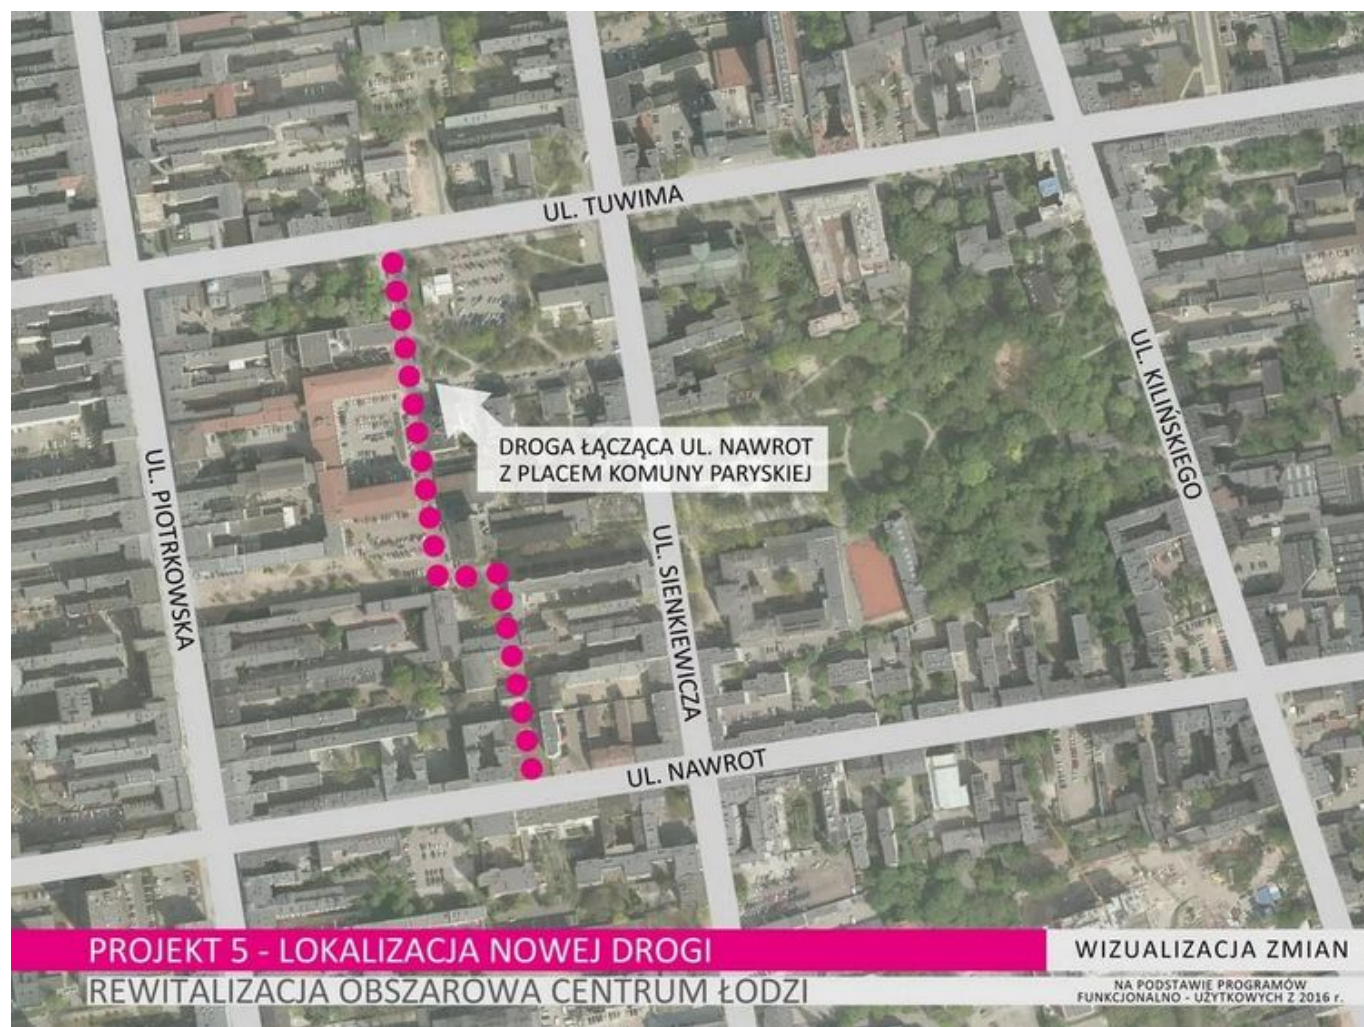 UL. TUWIMA
UL. KILIŃSKIEGO
DROGA ŁĄCZĄCA UL. NAWROT
Z PLACEM KOMUNY PARYSKIEJ
UL. PIOTRKOWSKA
UL. SIENKIEWICZA
UL. NAWROT
PROJEKT 5 - LOKALIZACJA NOWEJ DROGI
REWITALIZACJA OBSZAROWA CENTRUM ŁODZI
WIZUALIZACJA ZMIAN
NA PODSTAWIE PROGRAMÓW
FUNKCJONALNO - UŻYTKOWYCH Z 2016 r.